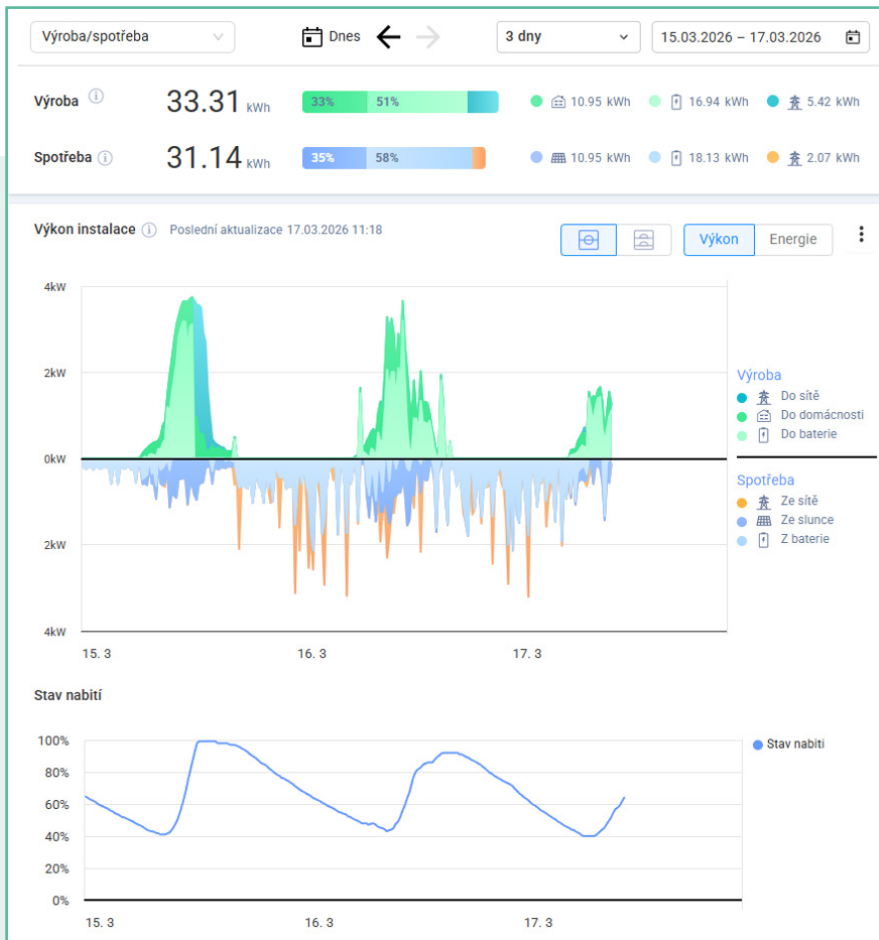 Výroba/spotřeba
Dnes
3 dny
15.03.2026 – 17.03.2026
Výroba 33.31 kWh 33% 51% 10.95 kWh 16.94 kWh 5.42 kWh
Spotřeba 31.14 kWh 35% 58% 10.95 kWh 18.13 kWh 2.07 kWh
Výkon instalace Poslední aktualizace 17.03.2026 11:18
Výkon Energie
4kW
2kW
0kW
2kW
4kW
15. 3 16. 3 17. 3
Výroba
Do sítě
Do domácnosti
Do baterie
Spotřeba
Ze sítě
Ze slunce
Z baterie
Stav nabití
100%
80%
60%
40%
20%
0%
15. 3 16. 3 17. 3
Stav nabití